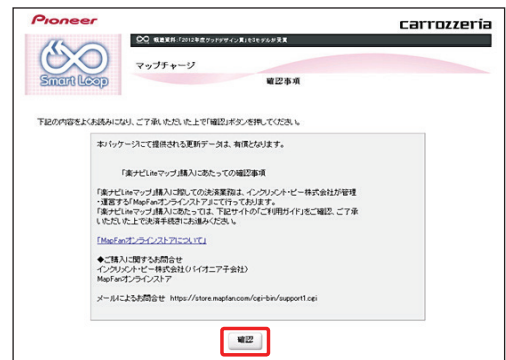 Pioneer
carrozzeria
報道資料:「2012年度グッドデザイン賞」を3モデルが受賞
Smart Loop
マップチャージ
確認事項
下記の内容をよくお読みになり、ご了承いただいた上で「確認」ボタンを押してください。
本パッケージにて提供される更新データは、有償となります。
「楽ナビLiteマップ」購入にあたっての確認事項
「楽ナビLiteマップ」購入に際しての決済業務は、インクリメント・ピー株式会社が管理
・運営する「MapFanオンラインストア」にて行っております。
「楽ナビLiteマップ」購入にあたっては、下記サイトの「ご利用ガイド」をご確認、ご了承
いただいた上で決済手続きにお進みください。
「MapFanオンラインストアについて」
◆ご購入に関するお問合せ
インクリメント・ピー株式会社(パイオニア子会社)
MapFanオンラインストア
メールによるお問合せ https://store.mapfan.com/cgi-bin/support1.cgi
確認